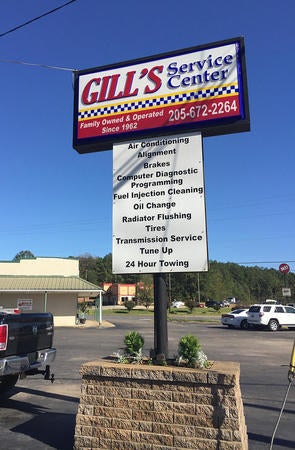 GILL'S
Service
Center
Family Owned & Operated
Since 1962
205-672-2264
Air Conditioning
Alignment
Brakes
Computer Diagnostic
Programming
Fuel Injection Cleaning
Oil Change
Radiator Flushing
Tires
Transmission Service
Tune Up
24 Hour Towing